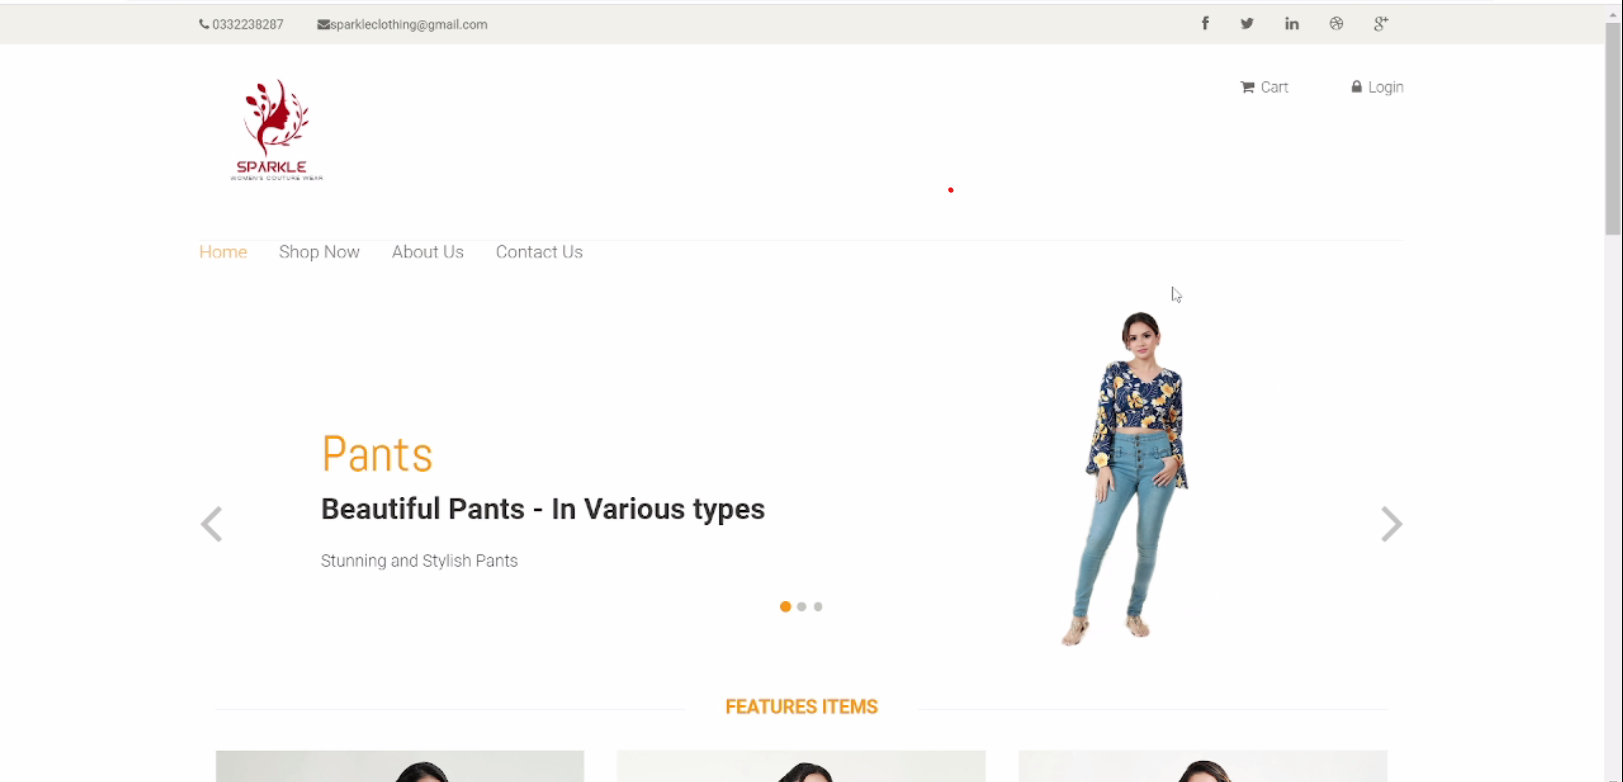 0332238287 sparkleclothing@gmail.com
Cart Login
SPARKLE
WOMEN'S COUTURE WEAR
Home Shop Now About Us Contact Us
Pants
Beautiful Pants - In Various types
Stunning and Stylish Pants
FEATURES ITEMS